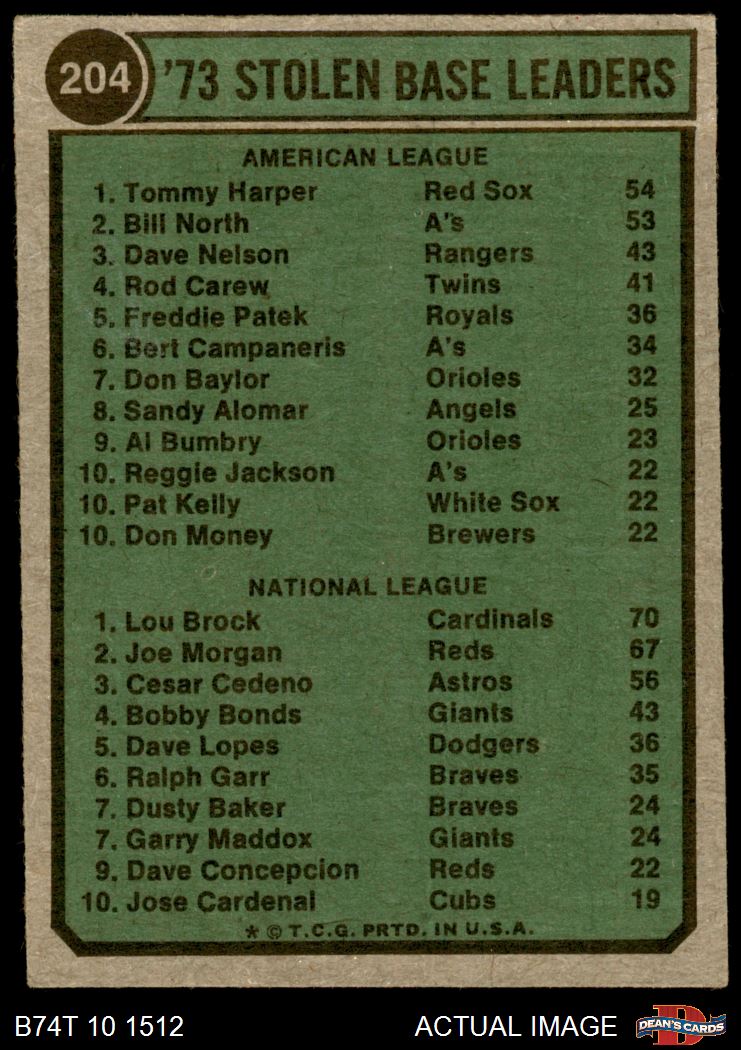 204 '73 STOLEN BASE LEADERS
AMERICAN LEAGUE
1. Tommy Harper Red Sox 54
2. Bill North A's 53
3. Dave Nelson Rangers 43
4. Rod Carew Twins 41
5. Freddie Patek Royals 36
6. Bert Campaneris A's 34
7. Don Baylor Orioles 32
8. Sandy Alomar Angels 25
9. Al Bumbry Orioles 23
10. Reggie Jackson A's 22
10. Pat Kelly White Sox 22
10. Don Money Brewers 22
NATIONAL LEAGUE
1. Lou Brock Cardinals 70
2. Joe Morgan Reds 67
3. Cesar Cedeno Astros 56
4. Bobby Bonds Giants 43
5. Dave Lopes Dodgers 36
6. Ralph Garr Braves 35
7. Dusty Baker Braves 24
7. Garry Maddox Giants 24
9. Dave Concepcion Reds 22
10. Jose Cardenal Cubs 19
* © T.C.G. PRTD. IN U.S.A.
B74T 10 1512 ACTUAL IMAGE DEAN'S CARDS